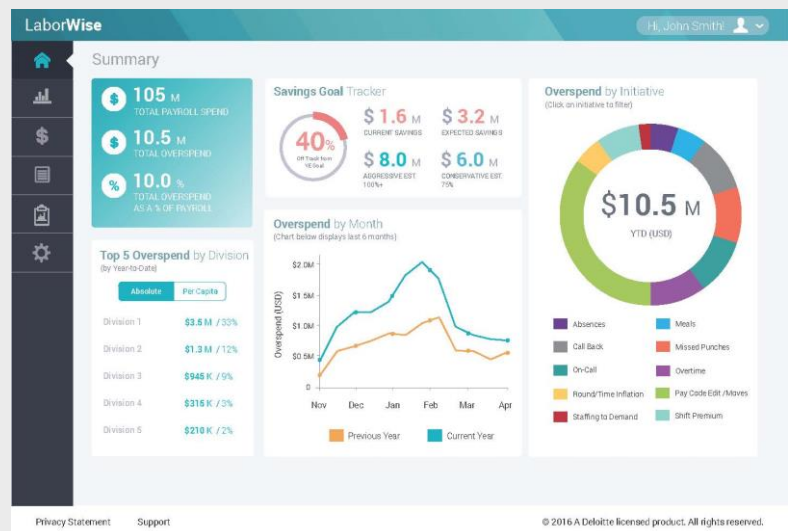 LaborWise
Hi, John Smith!
Summary
$ 105 M
TOTAL PAYROLL SPEND
$ 10.5 M
TOTAL OVERSPEND
% 10.0 %
TOTAL OVERSPEND
AS A % OF PAYROLL
Savings Goal Tracker
40%
Off Track from
YE Goal
$ 1.6 M
CURRENT SAVINGS
$ 3.2 M
EXPECTED SAVINGS
$ 8.0 M
AGGRESSIVE EST.
100%+
$ 6.0 M
CONSERVATIVE EST.
75%
Overspend by Initiative
(Click on initiative to filter)
$10.5 M
YTD (USD)
Absences
Meals
Call Back
Missed Punches
On-Call
Overtime
Round/Time Inflation
Pay Code Edit /Moves
Staffing to Demand
Shift Premium
Top 5 Overspend by Division
(by Year-to-Date)
Absolute
Per Capita
Division 1 $3.5 M / 33%
Division 2 $1.3 M / 12%
Division 3 $945 K / 9%
Division 4 $315 K / 3%
Division 5 $210 K / 2%
Overspend by Month
(Chart below displays last 6 months)
Overspend (USD)
$2.0M
$1.5M
$1.0M
$0.5M
0
Nov Dec Jan Feb Mar Apr
Previous Year
Current Year
Privacy Statement
Support
© 2016 A Deloitte licensed product. All rights reserved.